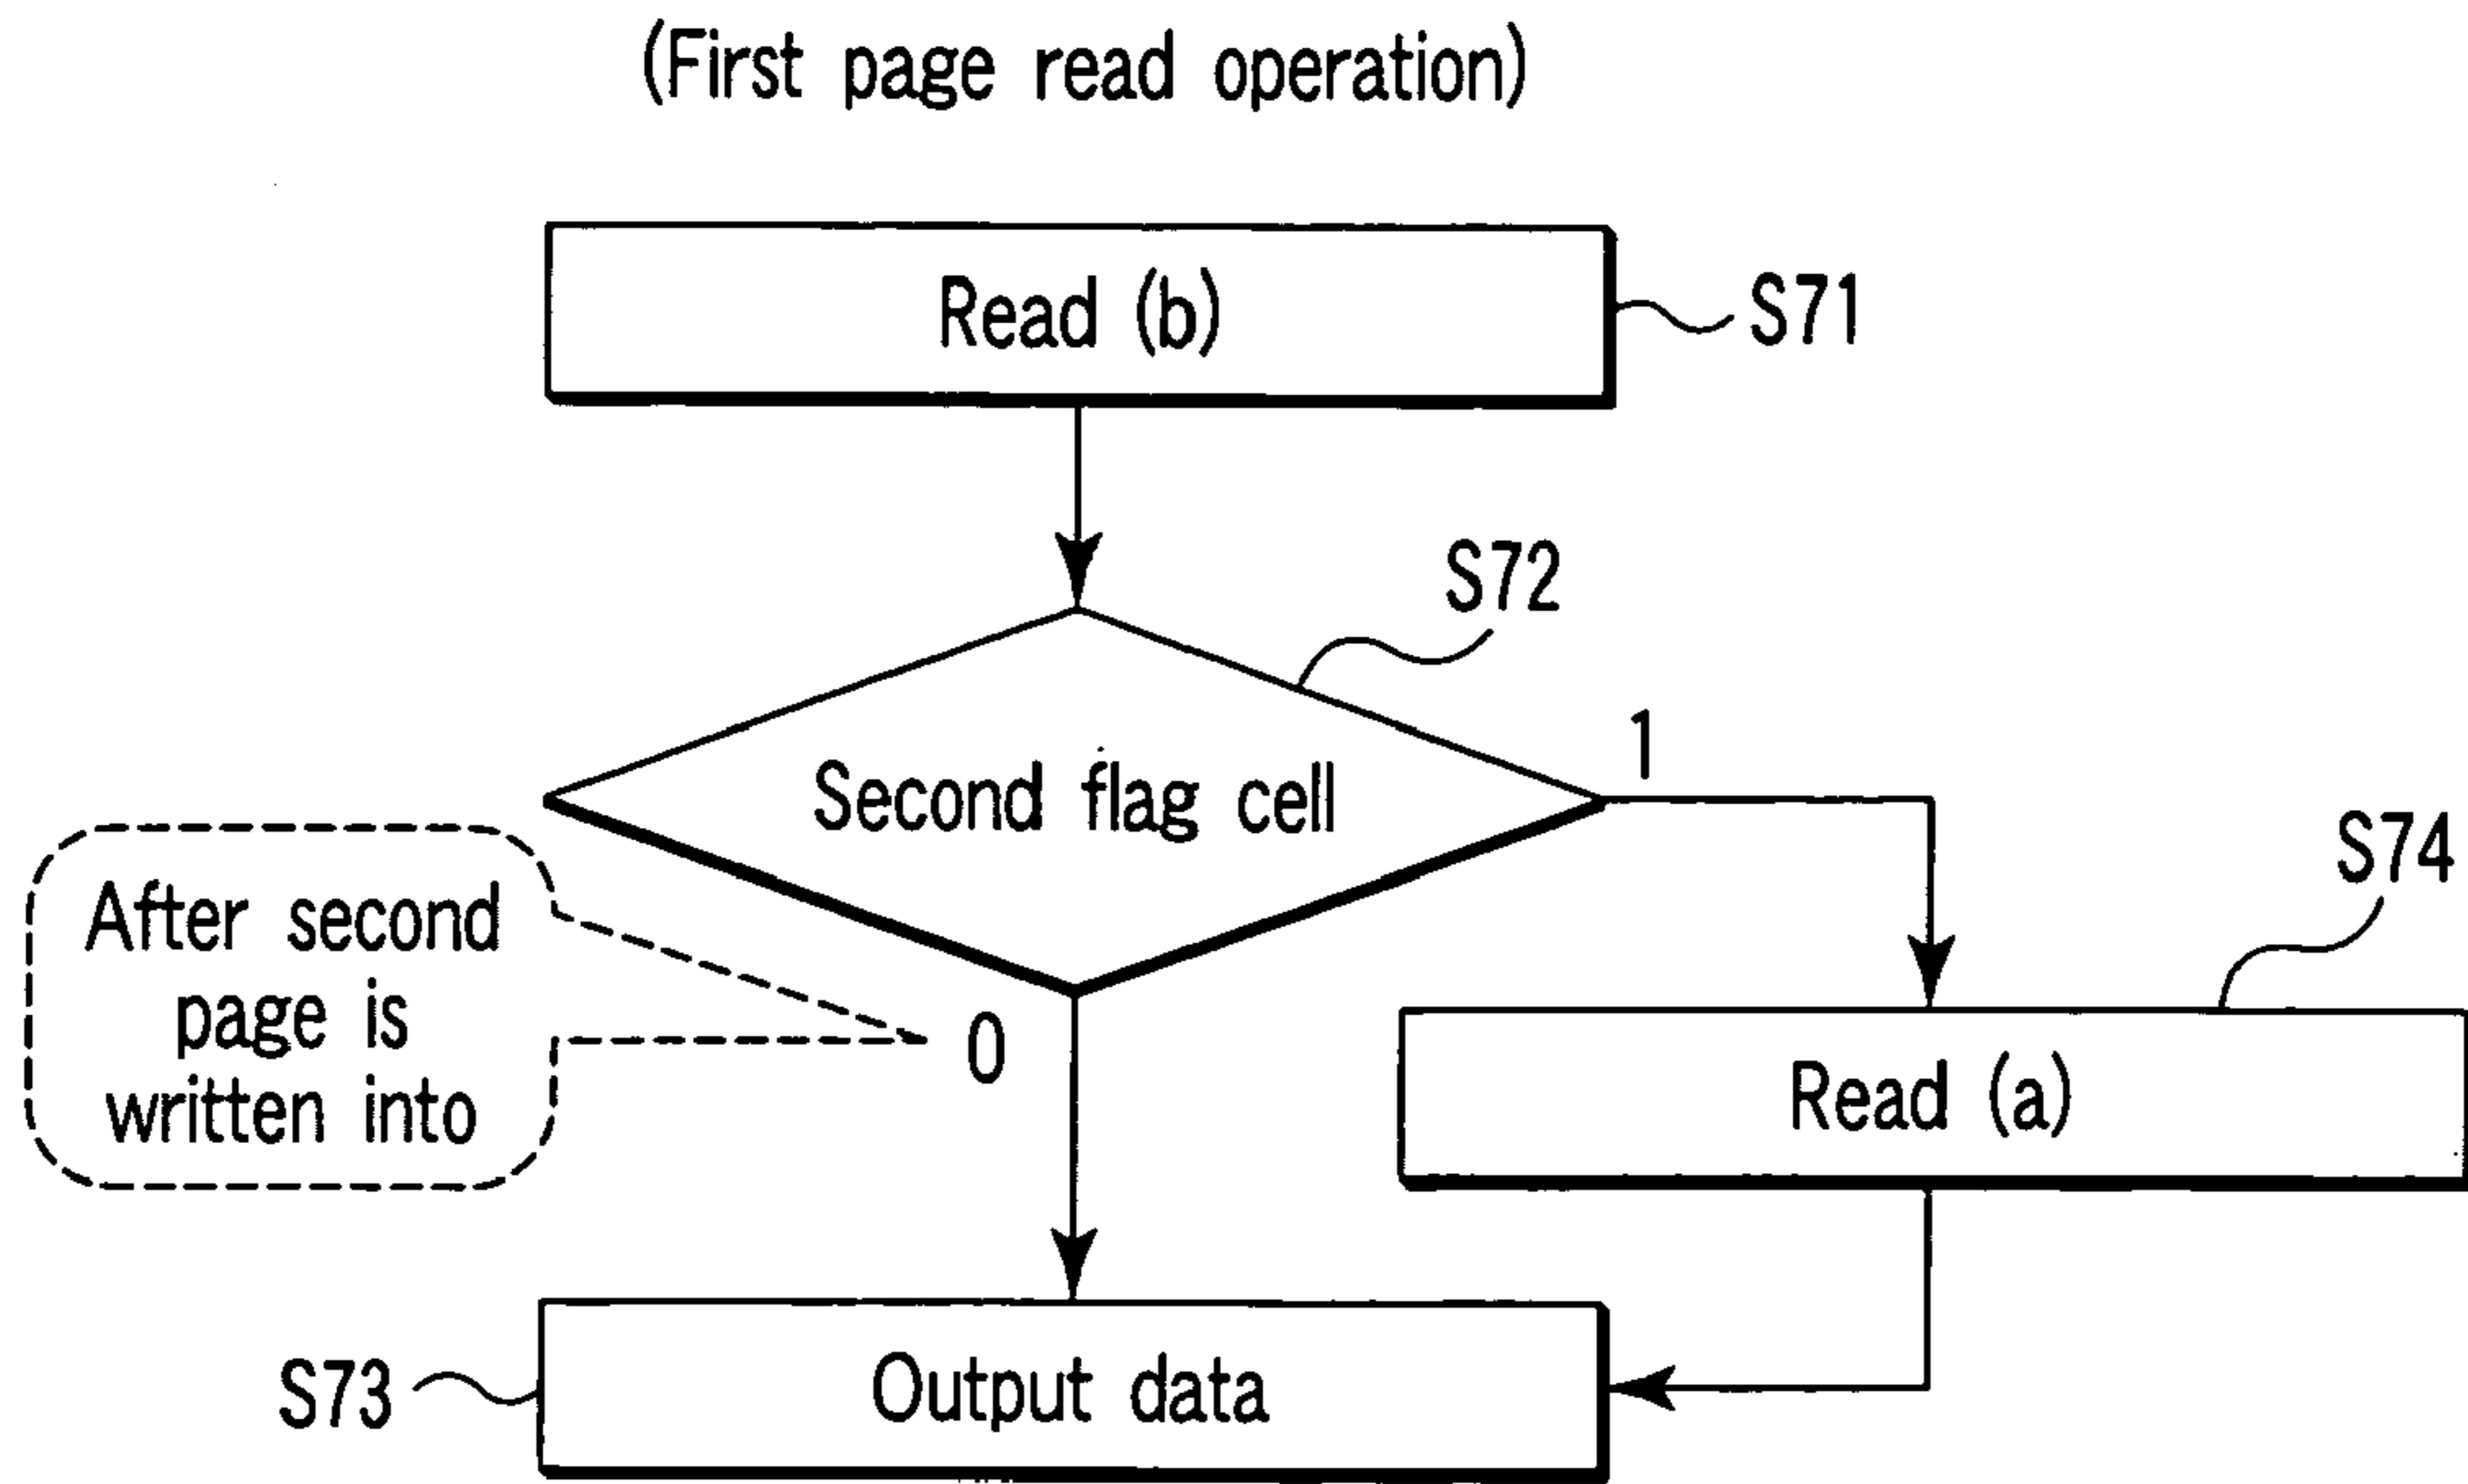 (First page read operation)
Read (b)
S71
S72
Second flag cell
1
S74
After second
page is
written into
0
Read (a)
S73
Output data